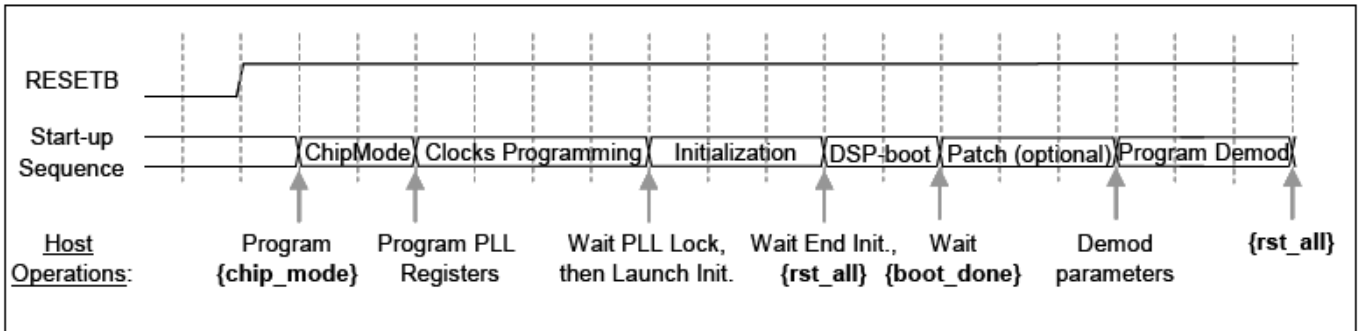 RESETB
Start-up
Sequence
ChipMode Clocks Programming Initialization DSP-boot Patch (optional) Program Demod
Host
Operations:
Program
{chip_mode}
Program PLL
Registers
Wait PLL Lock,
then Launch Init.
Wait End Init.,
{rst_all}
Wait
{boot_done}
Demod
parameters
{rst_all}